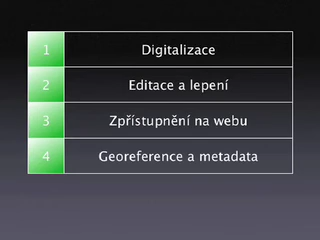 1 Digitalizace
2 Editace a lepení
3 Zpřístupnění na webu
4 Georeference a metadata